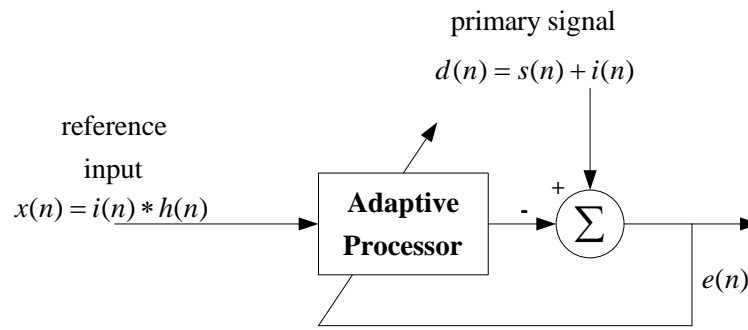 primary signal
d(n) = s(n) + i(n)
reference
input
x(n) = i(n) * h(n)
Adaptive
Processor
+
-
Σ
e(n)